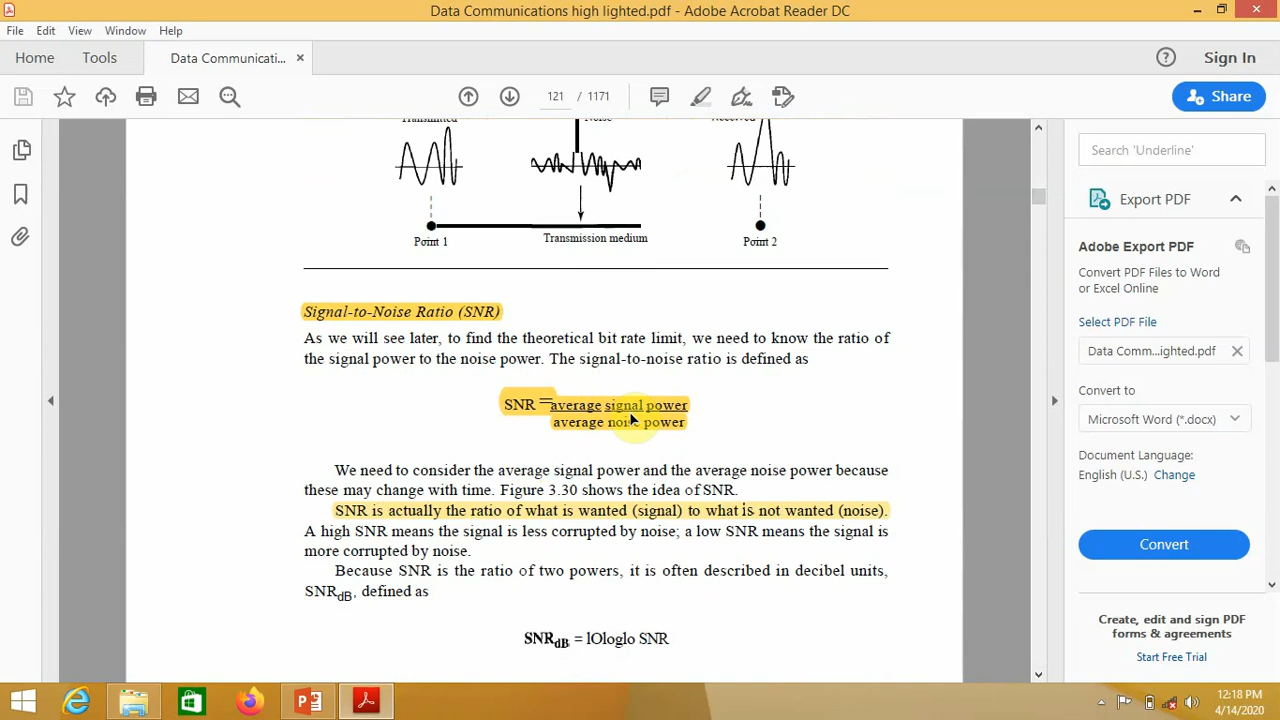 Data Communications high lighted.pdf - Adobe Acrobat Reader DC
File Edit View Window Help
Home Tools Data Communicati... × Sign In
121 / 1171 Share
Transmitted Noise Received
Point 1 Transmission medium Point 2
Signal-to-Noise Ratio (SNR)
As we will see later, to find the theoretical bit rate limit, we need to know the ratio of
the signal power to the noise power. The signal-to-noise ratio is defined as
SNR = average signal power
average noise power
We need to consider the average signal power and the average noise power because
these may change with time. Figure 3.30 shows the idea of SNR.
SNR is actually the ratio of what is wanted (signal) to what is not wanted (noise).
A high SNR means the signal is less corrupted by noise; a low SNR means the signal is
more corrupted by noise.
Because SNR is the ratio of two powers, it is often described in decibel units,
SNRdB, defined as
SNRdB = lOloglo SNR
Search 'Underline'
Export PDF
Adobe Export PDF
Convert PDF Files to Word
or Excel Online
Select PDF File
Data Comm...ighted.pdf ×
Convert to
Microsoft Word (*.docx)
Document Language:
English (U.S.) Change
Convert
Create, edit and sign PDF
forms & agreements
Start Free Trial
12:18 PM
4/14/2020